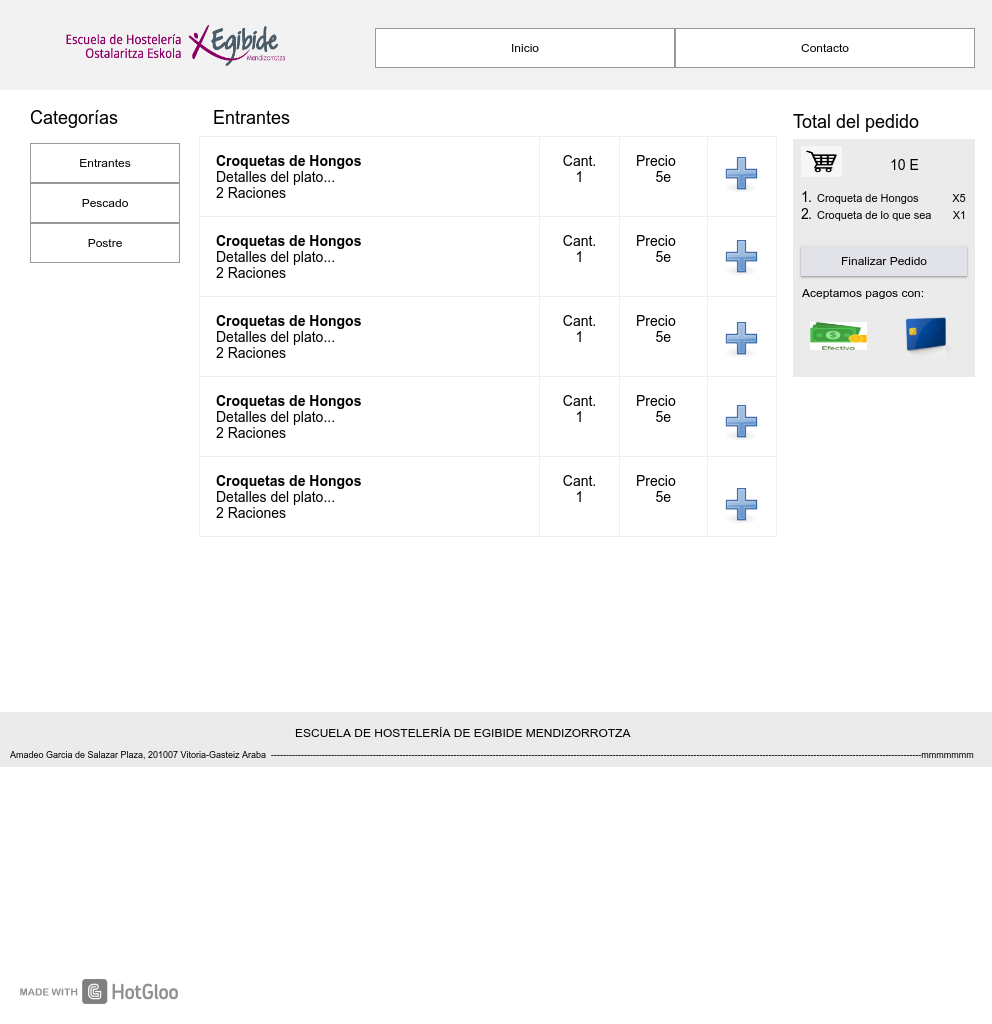 Escuela de Hostelería
Ostalaritza Eskola
Egibide
Mendizorrotza
Inicio
Contacto
Categorías
Entrantes
Pescado
Postre
Entrantes
Croquetas de Hongos
Detalles del plato...
2 Raciones
Cant.
1
Precio
5e
Croquetas de Hongos
Detalles del plato...
2 Raciones
Cant.
1
Precio
5e
Croquetas de Hongos
Detalles del plato...
2 Raciones
Cant.
1
Precio
5e
Croquetas de Hongos
Detalles del plato...
2 Raciones
Cant.
1
Precio
5e
Croquetas de Hongos
Detalles del plato...
2 Raciones
Cant.
1
Precio
5e
Total del pedido
10 E
1. Croqueta de Hongos X5
2. Croqueta de lo que sea X1
Finalizar Pedido
Aceptamos pagos con:
Efectivo
ESCUELA DE HOSTELERÍA DE EGIBIDE MENDIZORROTZA
Amadeo Garcia de Salazar Plaza, 201007 Vitoria-Gasteiz Araba ----------mmmmmmm
MADE WITH HotGloo